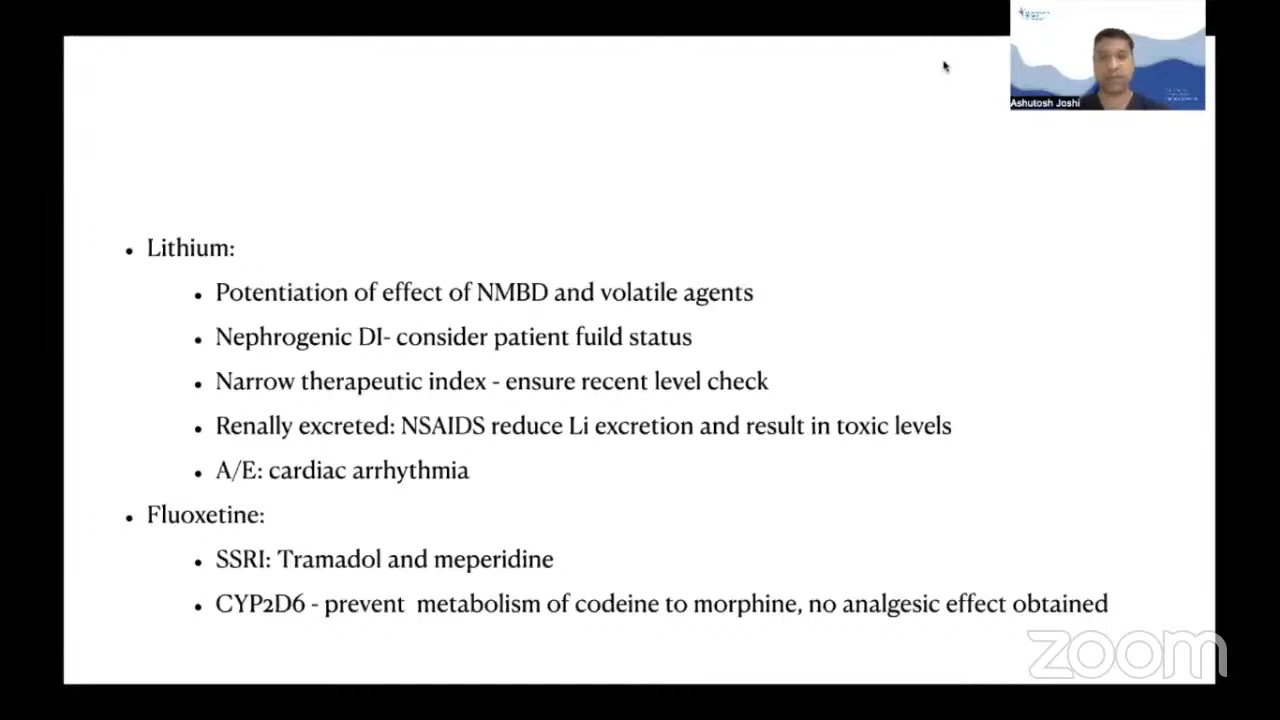 Ashutosh Joshi
• Lithium:
• Potentiation of effect of NMBD and volatile agents
• Nephrogenic DI- consider patient fuild status
• Narrow therapeutic index - ensure recent level check
• Renally excreted: NSAIDS reduce Li excretion and result in toxic levels
• A/E: cardiac arrhythmia
• Fluoxetine:
• SSRI: Tramadol and meperidine
• CYP2D6 - prevent metabolism of codeine to morphine, no analgesic effect obtained
zoom